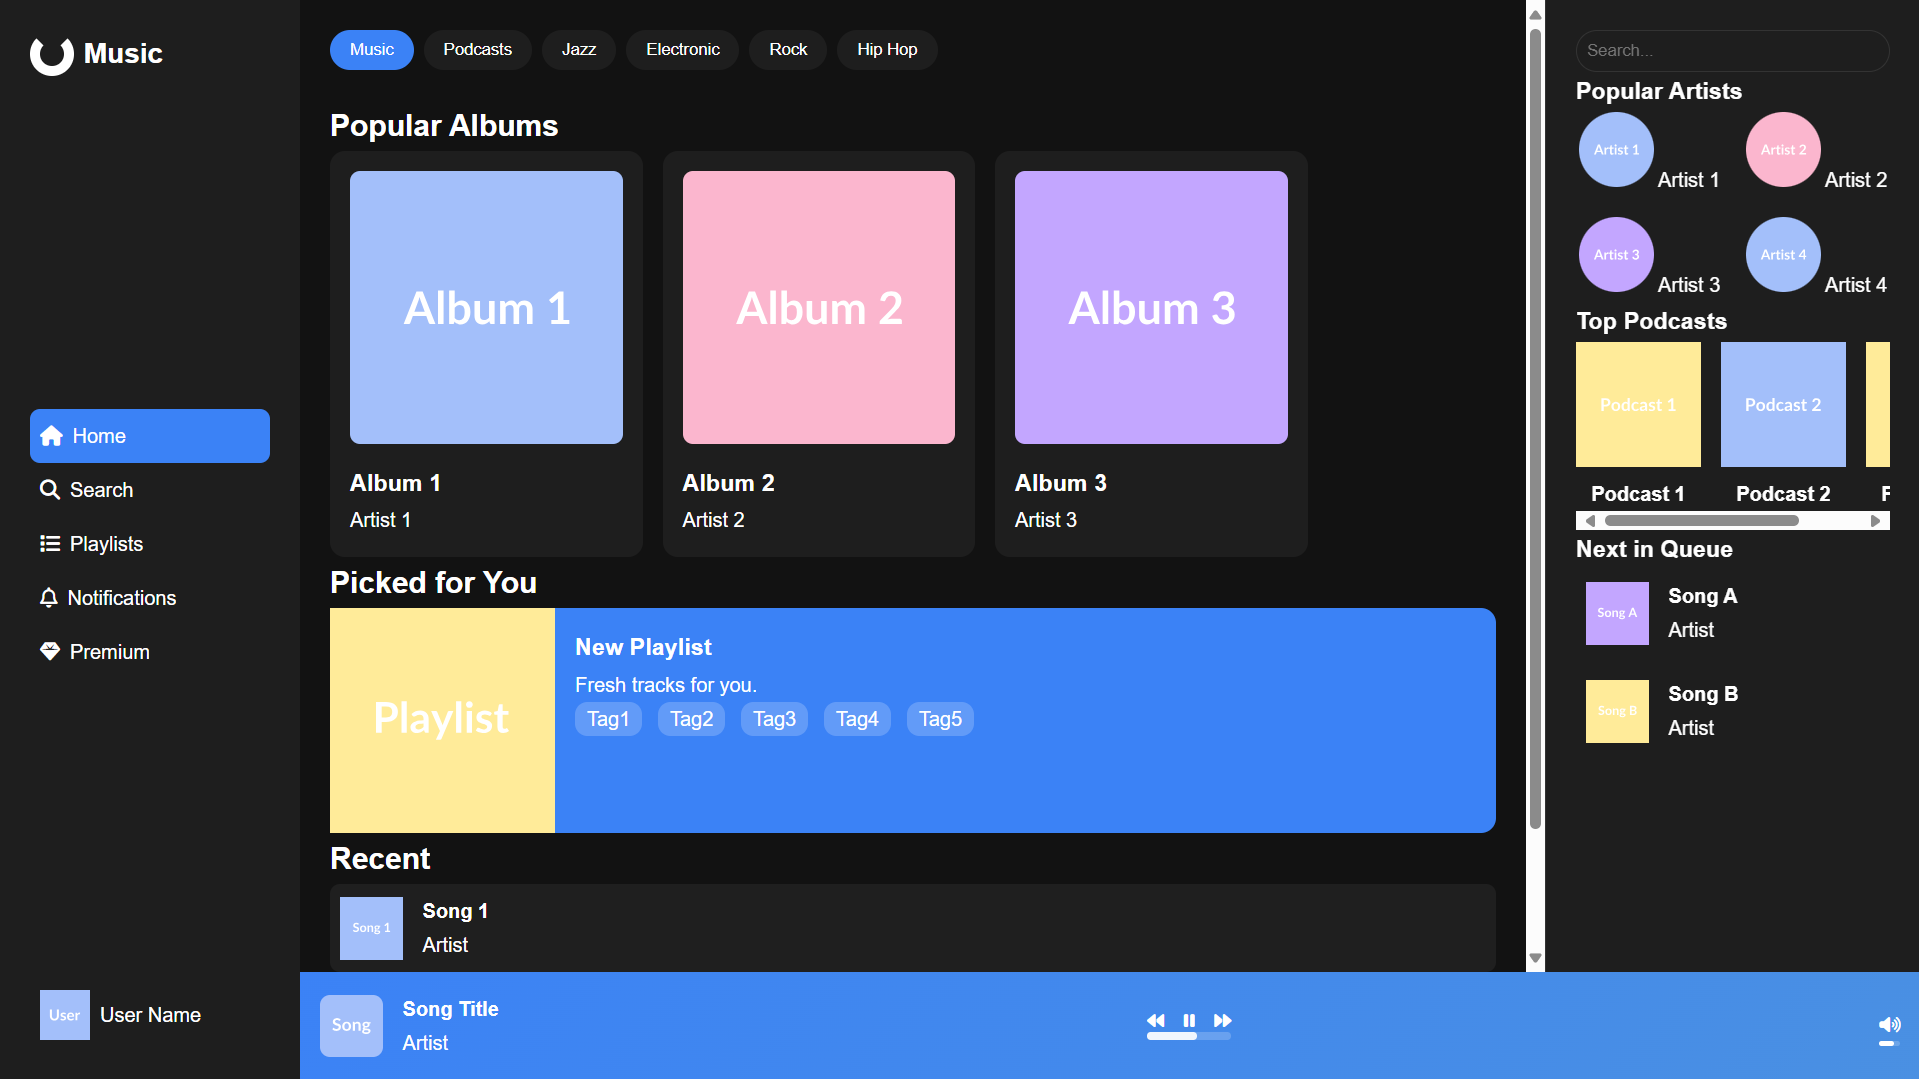 Music
Home
Search
Playlists
Notifications
Premium
User
User Name
Music
Podcasts
Jazz
Electronic
Rock
Hip Hop
Popular Albums
Album 1
Album 2
Album 3
Album 1
Artist 1
Album 2
Artist 2
Album 3
Artist 3
Picked for You
Playlist
New Playlist
Fresh tracks for you.
Tag1
Tag2
Tag3
Tag4
Tag5
Recent
Song 1
Song 1
Artist
Search...
Popular Artists
Artist 1
Artist 1
Artist 2
Artist 2
Artist 3
Artist 3
Artist 4
Artist 4
Top Podcasts
Podcast 1
Podcast 2
Podcast 1
Podcast 2
Next in Queue
Song A
Song A
Artist
Song B
Song B
Artist
Song
Song Title
Artist